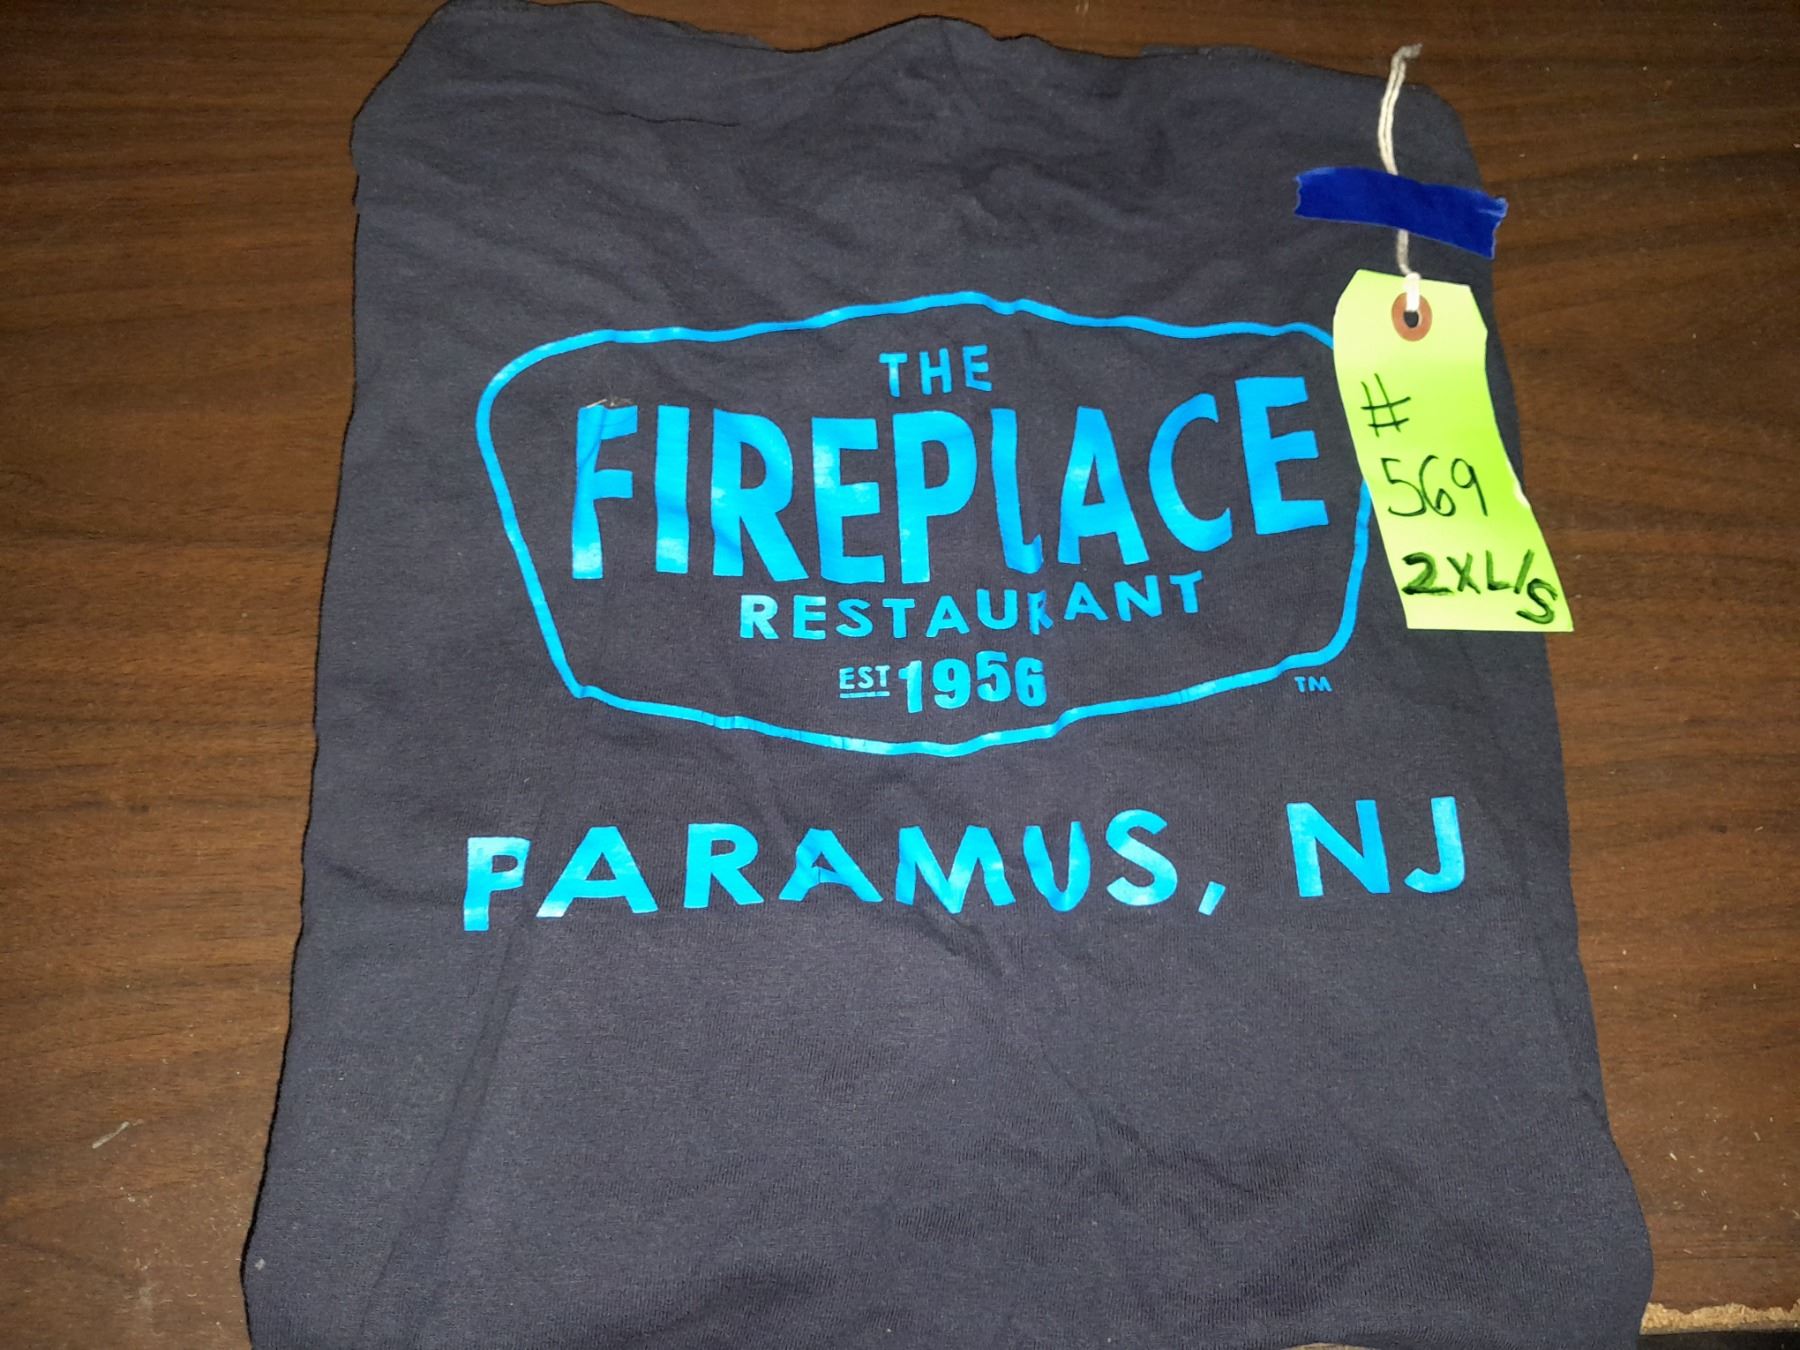 THE
FIREPLACE
RESTAURANT
EST 1956
TM
PARAMUS, NJ
#
569
2XL/S